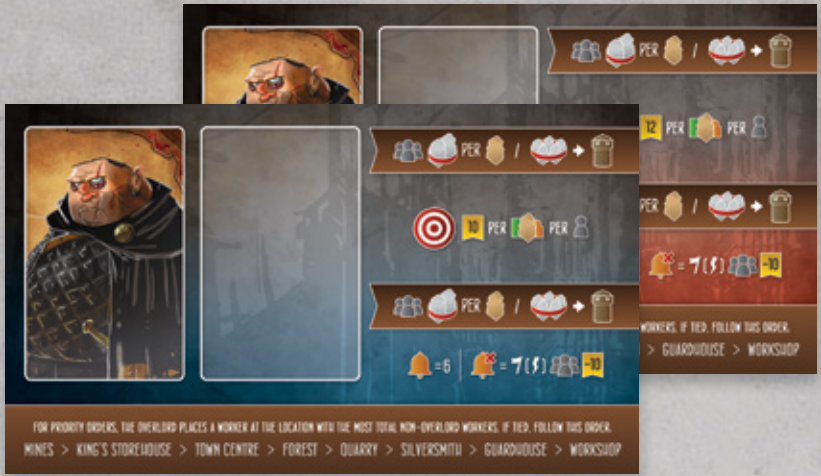 PER /
12 PER PER
PER /
= 7 ( ) -10
WORKERS. IF TIED, FOLLOW THIS ORDER.
> GUARDHOUSE > WORKSHOP
PER /
10 PER PER
PER /
=6 | = 7 ( ) -10
FOR PRIORITY ORDERS, THE OVERLORD PLACES A WORKER AT THE LOCATION WITH THE MOST TOTAL NON-OVERLORD WORKERS. IF TIED, FOLLOW THIS ORDER.
MINES > KING'S STOREHOUSE > TOWN CENTRE > FOREST > QUARRY > SILVERSMITH > GUARDHOUSE > WORKSHOP